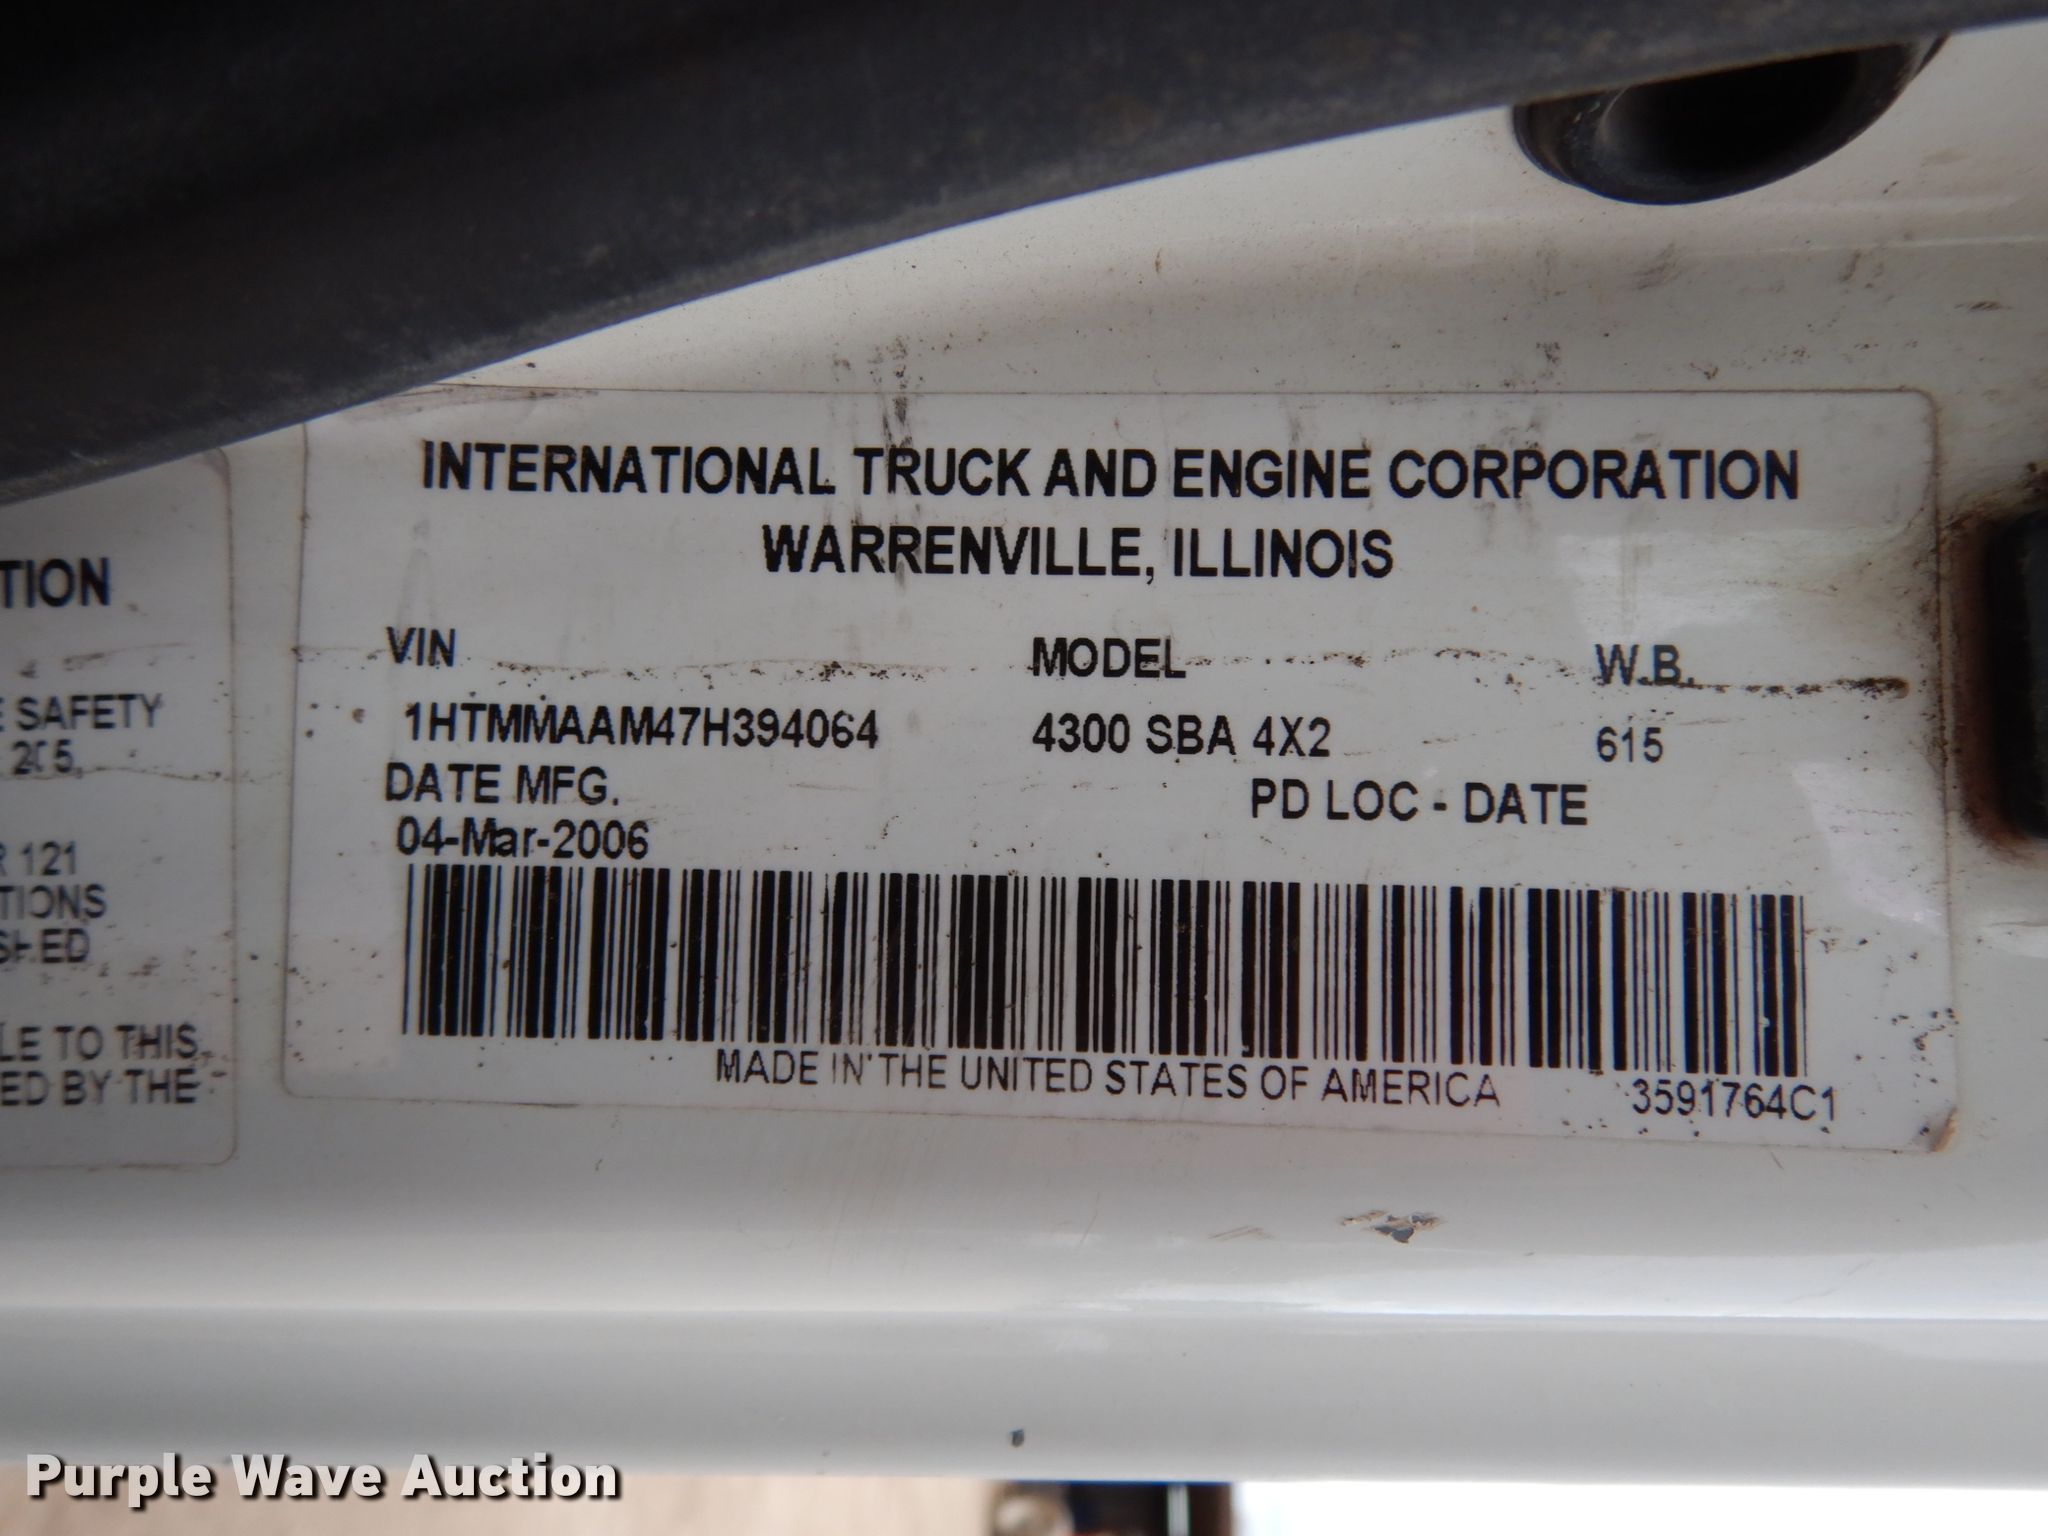 TION
E SAFETY
205,
R 121
TIONS
SHED
LE TO THIS
ED BY THE
INTERNATIONAL TRUCK AND ENGINE CORPORATION
WARRENVILLE, ILLINOIS
VIN MODEL W.B.
1HTMMAAM47H394064 4300 SBA 4X2 615
DATE MFG. PD LOC - DATE
04-Mar-2006
MADE IN THE UNITED STATES OF AMERICA 3591764C1
Purple Wave Auction